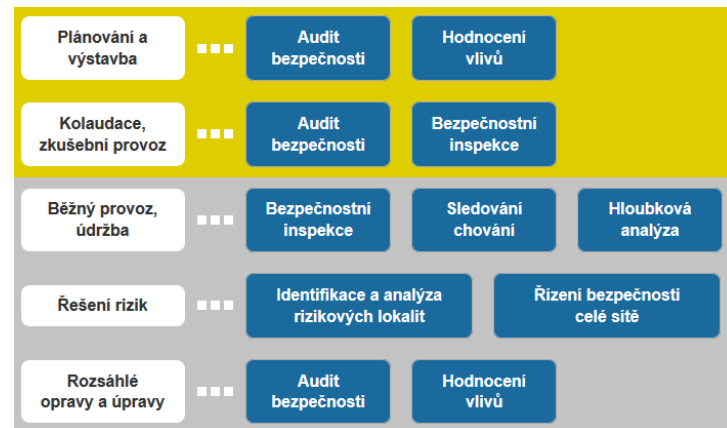 Plánování a
výstavba
Audit
bezpečnosti
Hodnocení
vlivů
Kolaudace,
zkušební provoz
Audit
bezpečnosti
Bezpečnostní
inspekce
Běžný provoz,
údržba
Bezpečnostní
inspekce
Sledování
chování
Hloubková
analýza
Řešení rizik
Identifikace a analýza
rizikových lokalit
Řízení bezpečnosti
celé sítě
Rozsáhlé
opravy a úpravy
Audit
bezpečnosti
Hodnocení
vlivů